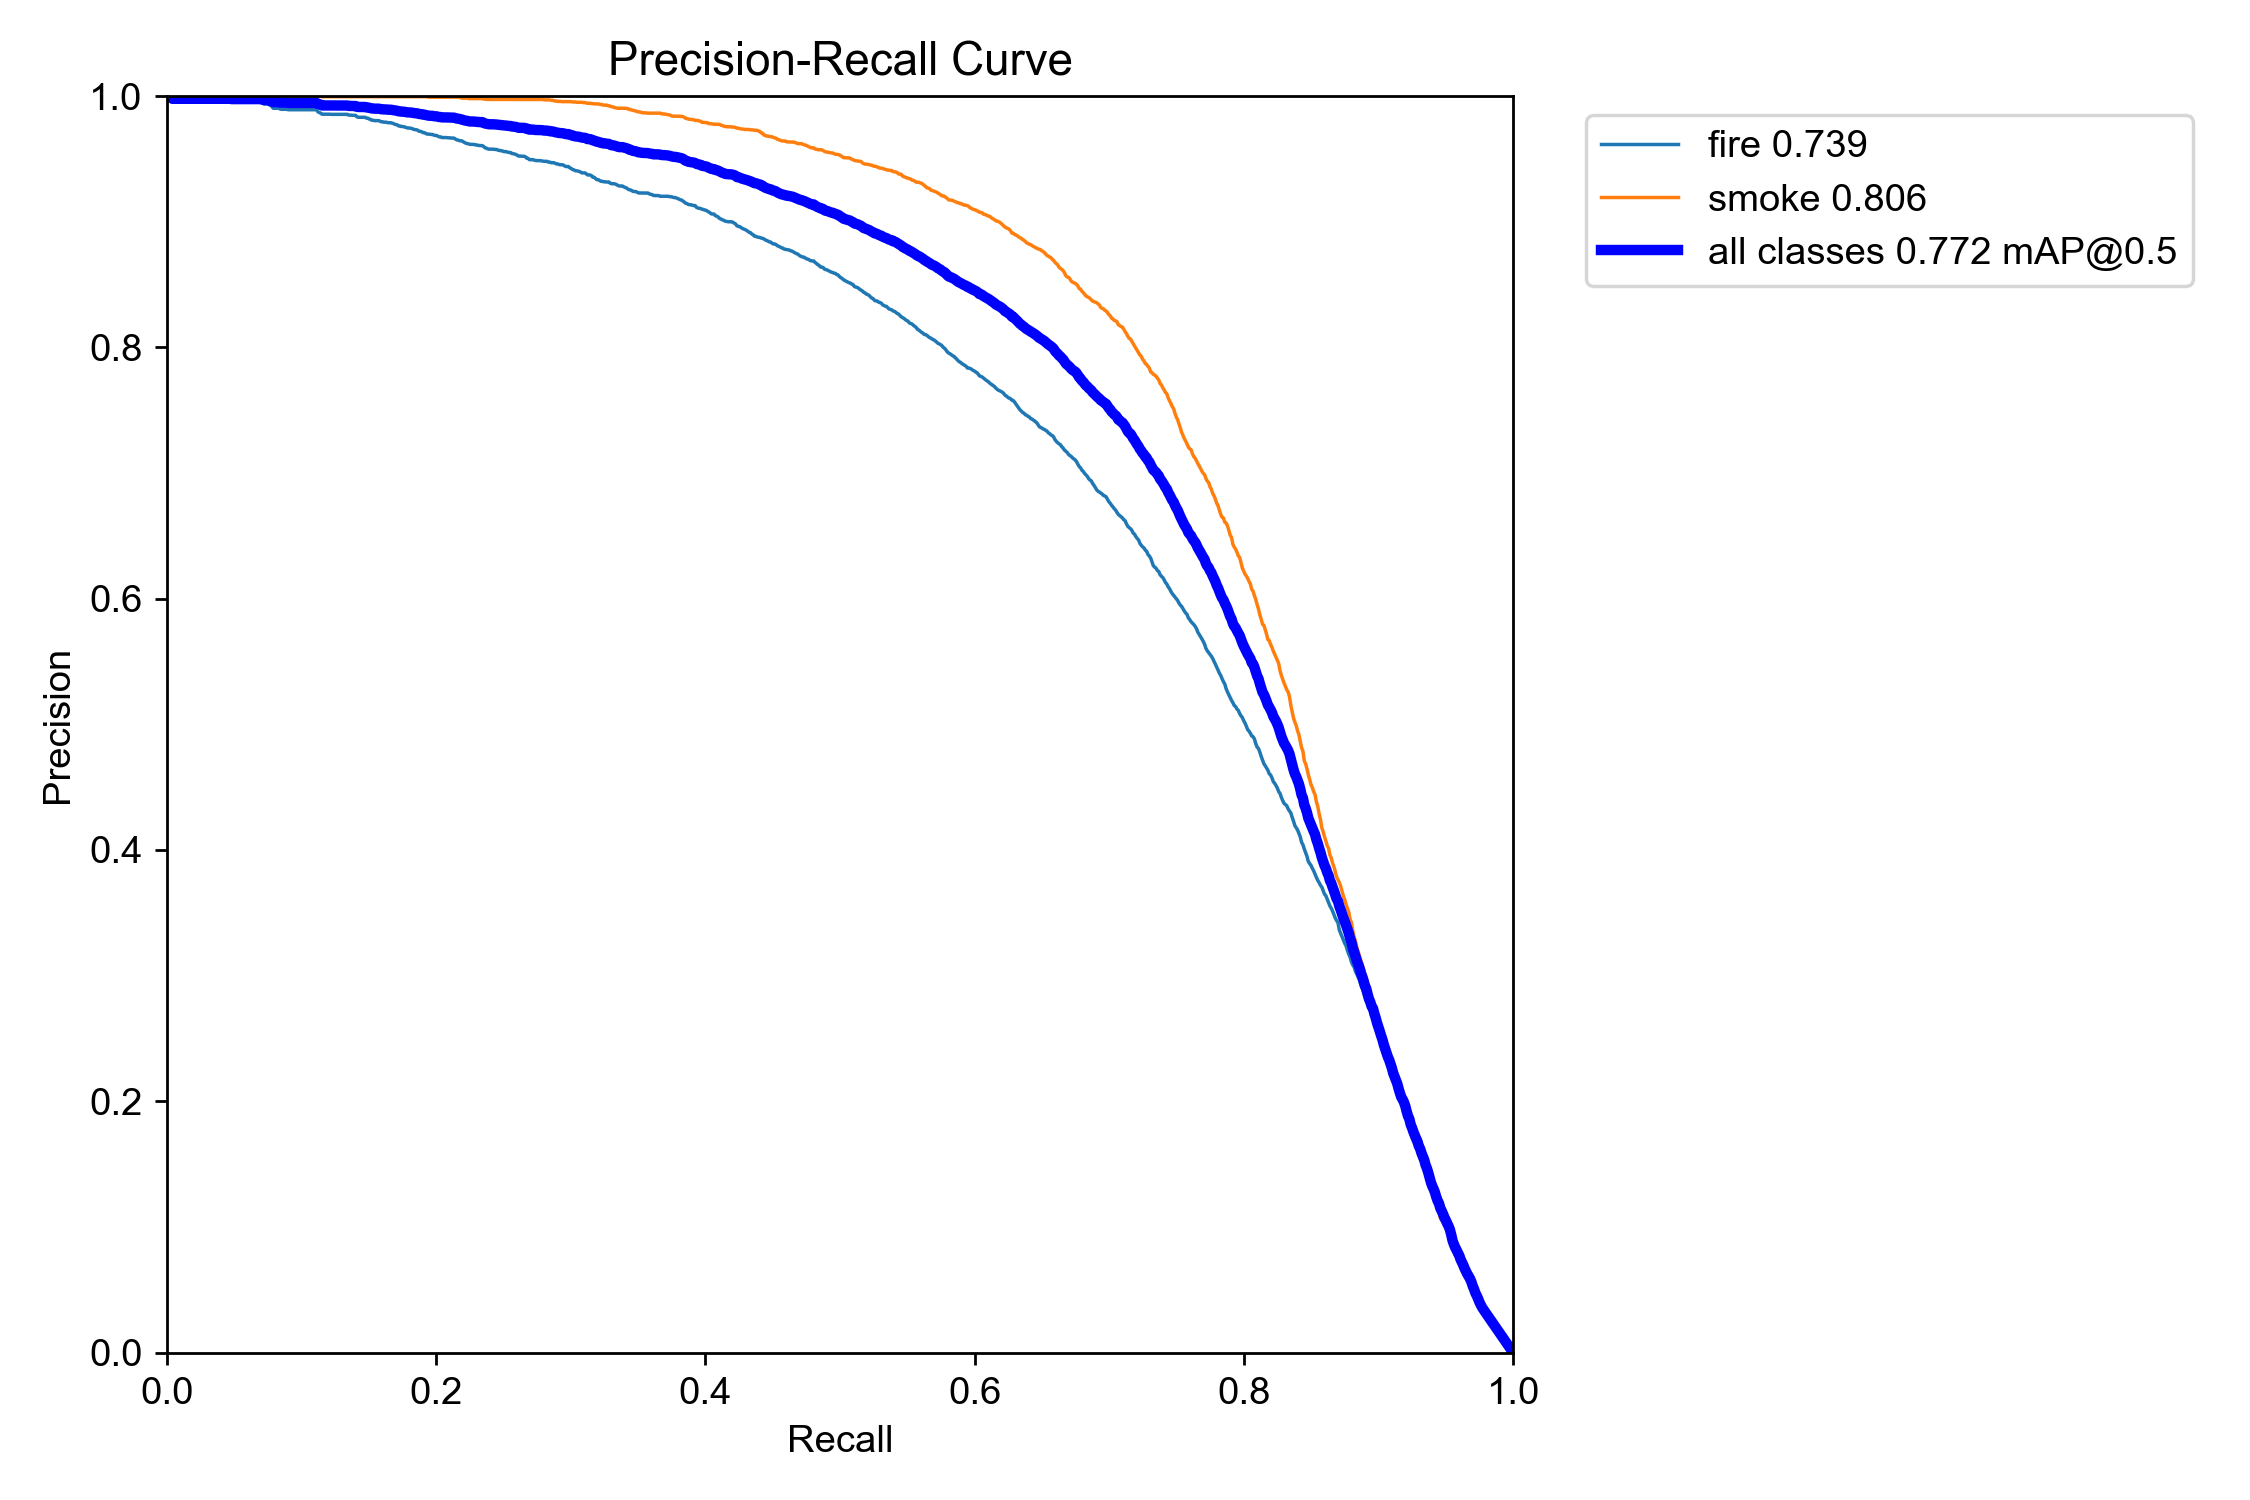 Precision-Recall Curve
fire 0.739
smoke 0.806
all classes 0.772 mAP@0.5
1.0
0.8
0.6
0.4
0.2
0.0
Precision
0.0 0.2 0.4 0.6 0.8 1.0
Recall